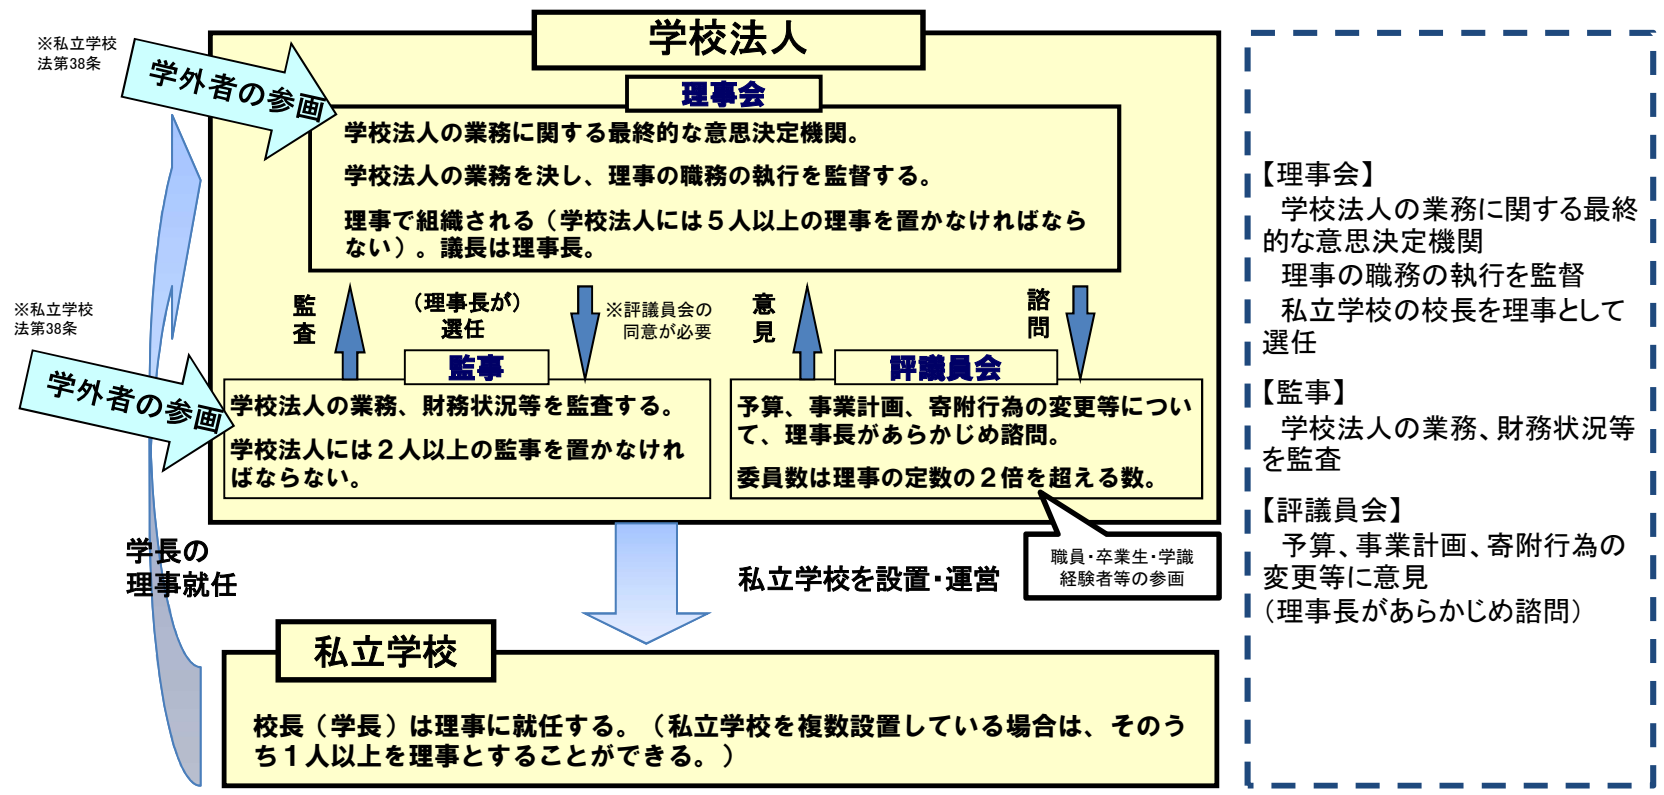 学校法人
※私立学校
法第38条
学外者の参画
理事会
学校法人の業務に関する最終的な意思決定機関。
学校法人の業務を決し、理事の職務の執行を監督する。
理事で組織される（学校法人には５人以上の理事を置かなければなら
ない）。議長は理事長。
監査
（理事長が）
選任
※評議員会の
同意が必要
意見
諮問
※私立学校
法第38条
学外者の参画
監事
学校法人の業務、財務状況等を監査する。
学校法人には２人以上の監事を置かなけれ
ばならない。
評議員会
予算、事業計画、寄附行為の変更等につい
て、理事長があらかじめ諮問。
委員数は理事の定数の２倍を超える数。
職員・卒業生・学識
経験者等の参画
学長の
理事就任
私立学校を設置・運営
私立学校
校長（学長）は理事に就任する。（私立学校を複数設置している場合は、そのう
ち１人以上を理事とすることができる。）
【理事会】
学校法人の業務に関する最終
的な意思決定機関
理事の職務の執行を監督
私立学校の校長を理事として
選任
【監事】
学校法人の業務、財務状況等
を監査
【評議員会】
予算、事業計画、寄附行為の
変更等に意見
（理事長があらかじめ諮問）